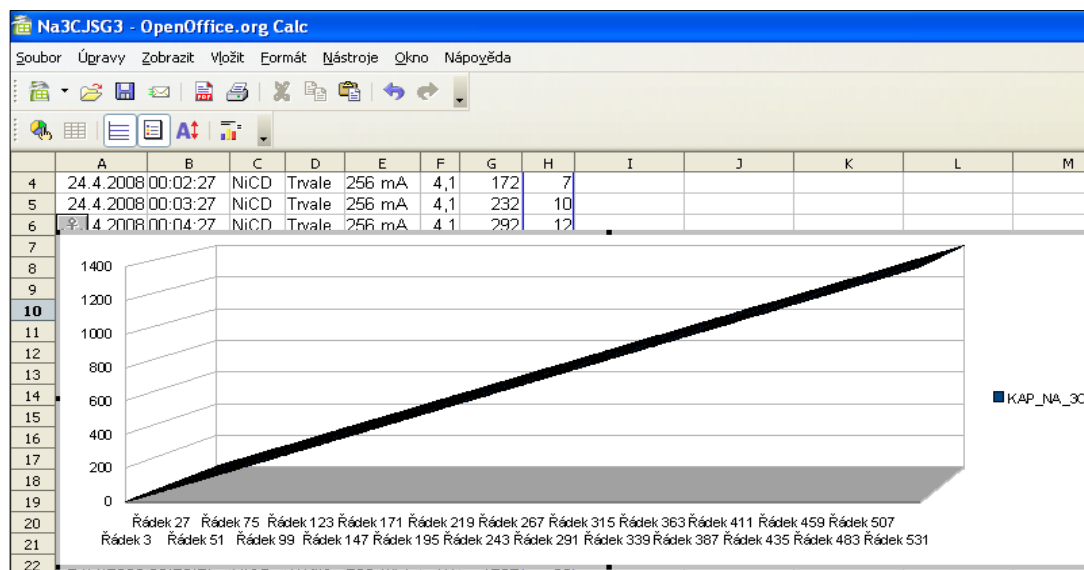 Na3CJSG3 - OpenOffice.org Calc
Soubor Úpravy Zobrazit Vložit Formát Nástroje Okno Nápověda
A B C D E F G H I J K L M
4 24.4.2008 00:02:27 NiCD Trvale 256 mA 4,1 172 7
5 24.4.2008 00:03:27 NiCD Trvale 256 mA 4,1 232 10
6 4.2008 00:04:27 NiCD Trvale 256 mA 4,1 292 12
7
8 1400
9
10 1200
11 1000
12
13 800
14 600 KAP_NA_3C
15
16 400
17
18 200
19 0
20 Řádek 27 Řádek 75 Řádek 123 Řádek 171 Řádek 219 Řádek 267 Řádek 315 Řádek 363 Řádek 411 Řádek 459 Řádek 507
21 Řádek 3 Řádek 51 Řádek 99 Řádek 147 Řádek 195 Řádek 243 Řádek 291 Řádek 339 Řádek 387 Řádek 435 Řádek 483 Řádek 531
22